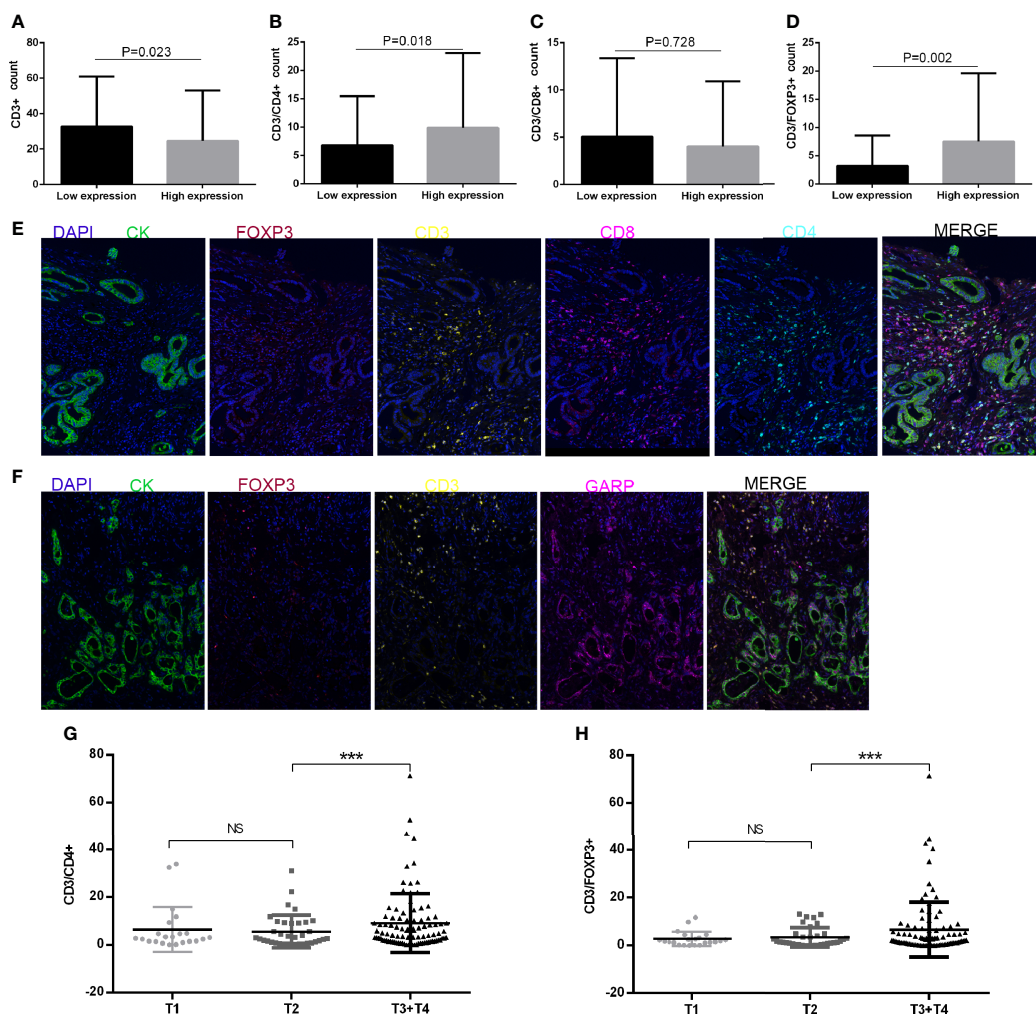 A
P=0.023
CD3+ count
80
60
40
20
0
Low expression High expression
B
P=0.018
CD3/CD4+ count
25
20
15
10
5
0
Low expression High expression
C
P=0.728
CD3/CD8+ count
15
10
5
0
Low expression High expression
D
P=0.002
CD3/FOXP3+ count
25
20
15
10
5
0
Low expression High expression
E
DAPI CK FOXP3 CD3 CD8 CD4 MERGE
F
DAPI CK FOXP3 CD3 GARP MERGE
G
CD3/CD4+
80
60
40
20
0
-20
NS
***
T1 T2 T3+T4
H
CD3/FOXP3+
80
60
40
20
0
-20
NS
***
T1 T2 T3+T4